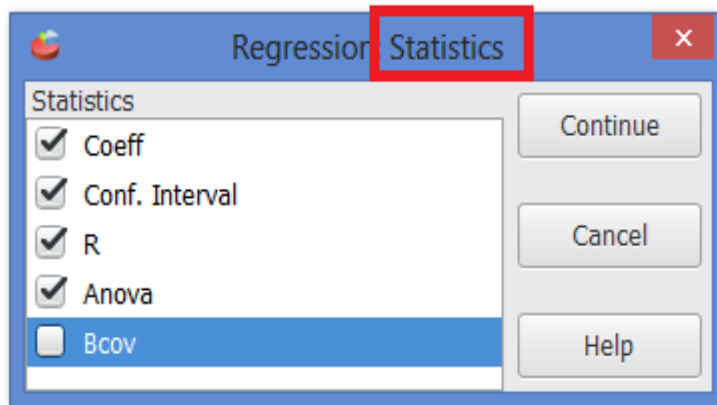 Regression: Statistics
Statistics
Coeff
Conf. Interval
R
Anova
Bcov
Continue
Cancel
Help